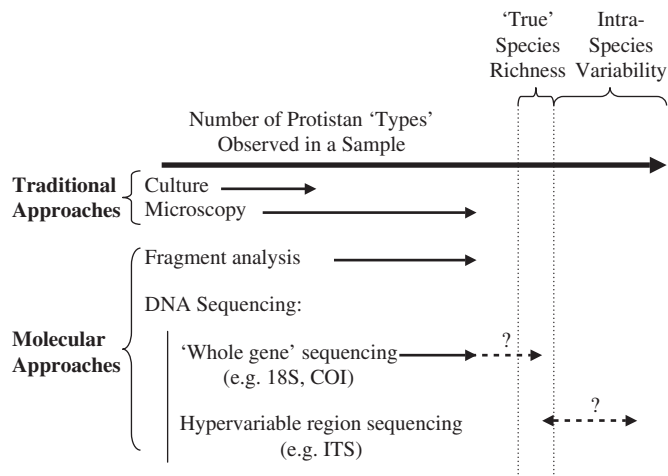 ‘True’
Species
Richness
Intra-
Species
Variability
Number of Protistan ‘Types’
Observed in a Sample
Traditional
Approaches
Culture
Microscopy
Fragment analysis
DNA Sequencing:
Molecular
Approaches
‘Whole gene’ sequencing
(e.g. 18S, COI)
?
Hypervariable region sequencing
(e.g. ITS)
?